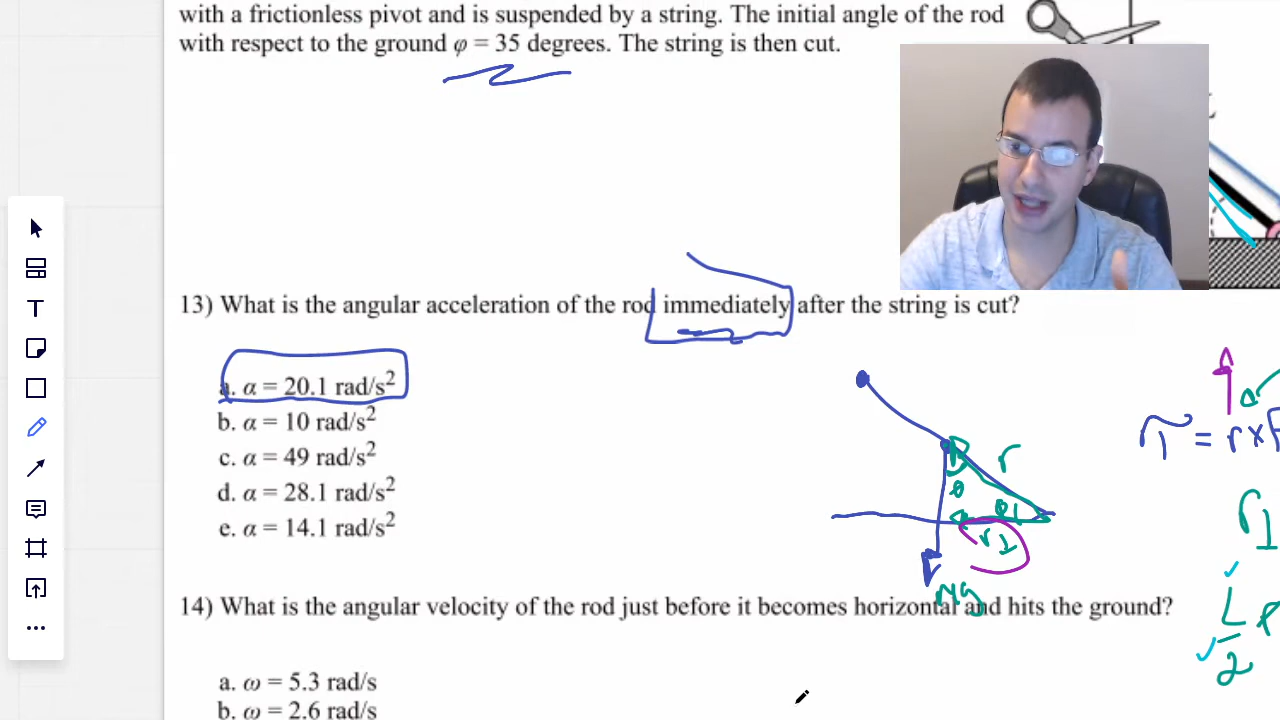 with a frictionless pivot and is suspended by a string. The initial angle of the rod
with respect to the ground φ = 35 degrees. The string is then cut.
13) What is the angular acceleration of the rod immediately after the string is cut?
a. α = 20.1 rad/s²
b. α = 10 rad/s²
c. α = 49 rad/s²
d. α = 28.1 rad/s²
e. α = 14.1 rad/s²
r
θ
θ1
r⊥
Mg
τ = r × F
r⊥
L
2
14) What is the angular velocity of the rod just before it becomes horizontal and hits the ground?
a. ω = 5.3 rad/s
b. ω = 2.6 rad/s
T